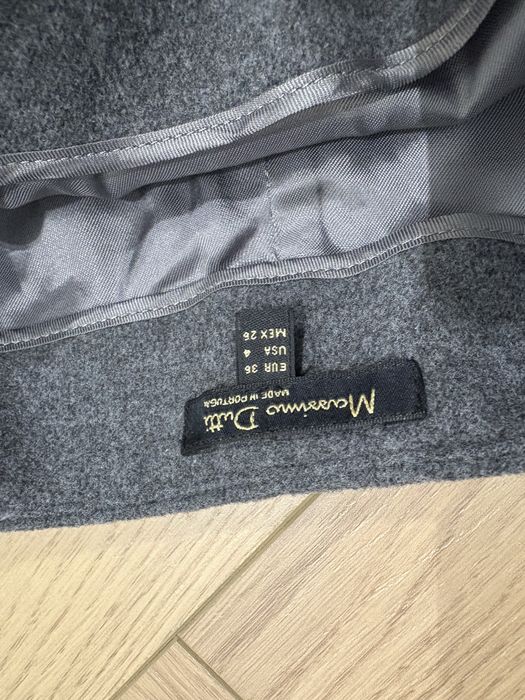 Massimo Dutti
MADE IN PORTUGAL
EUR 36
USA 4
MEX 26